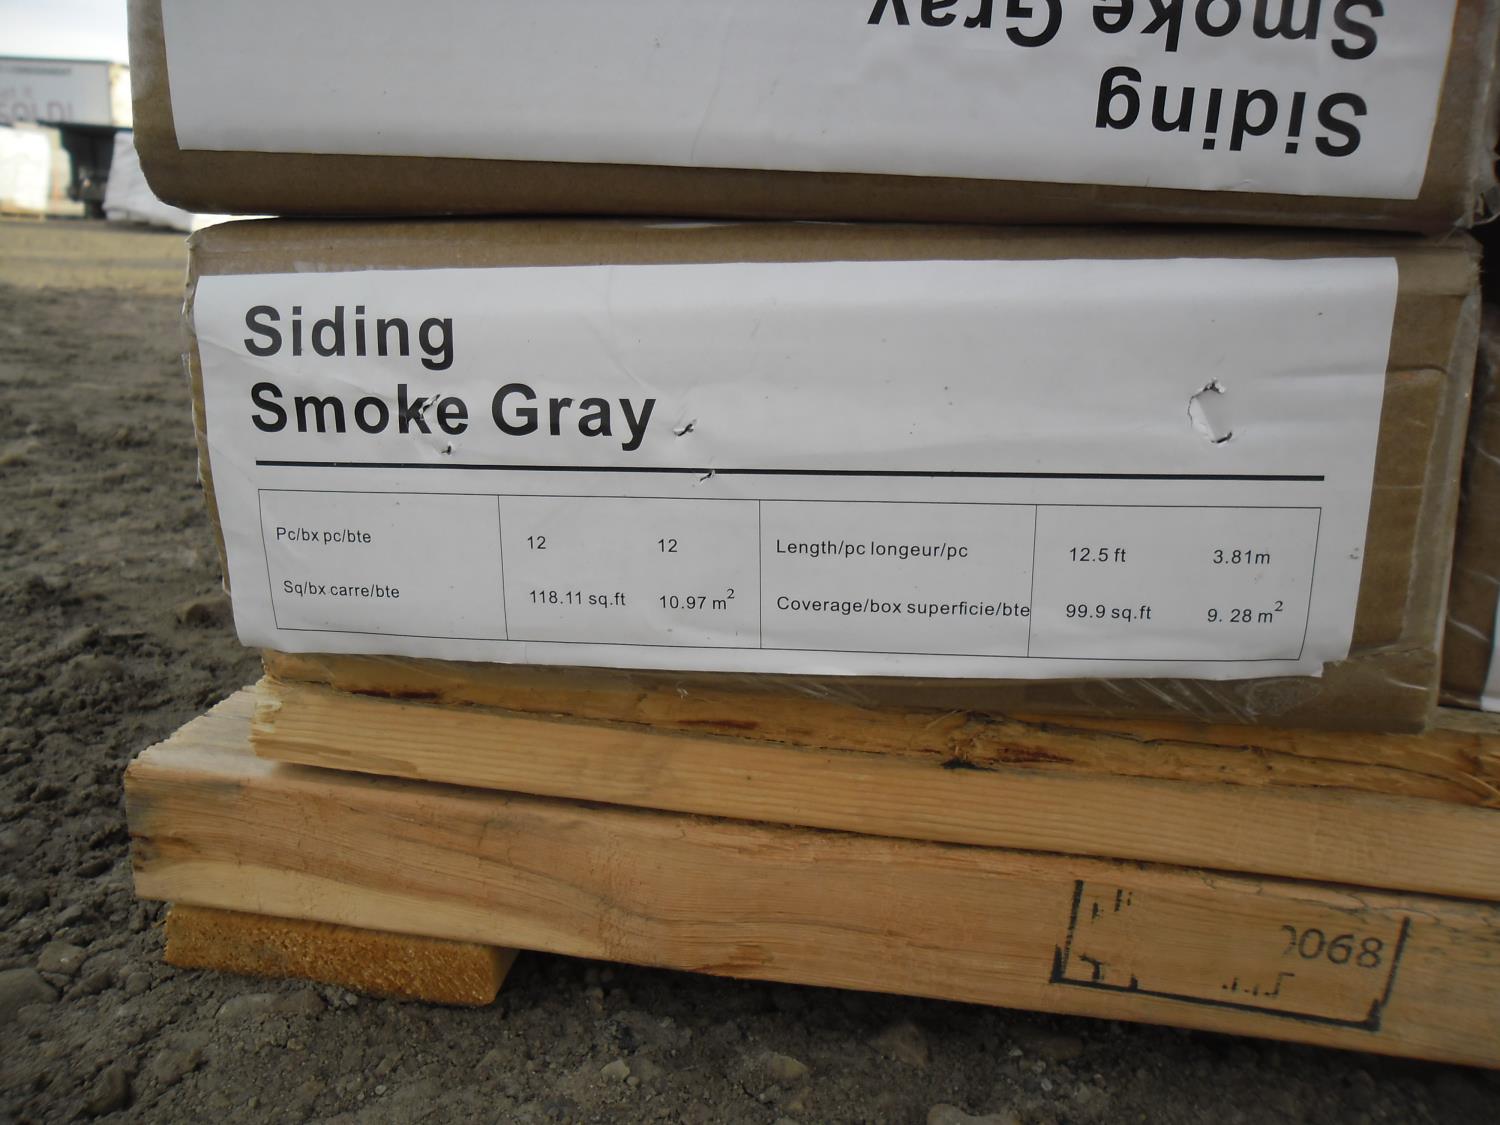 Smoke Gray
Siding
Siding
Smoke Gray
Pc/bx pc/bte 12 12 Length/pc longeur/pc 12.5 ft 3.81m
Sq/bx carre/bte 118.11 sq.ft 10.97 m² Coverage/box superficie/bte 99.9 sq.ft 9. 28 m²
0068